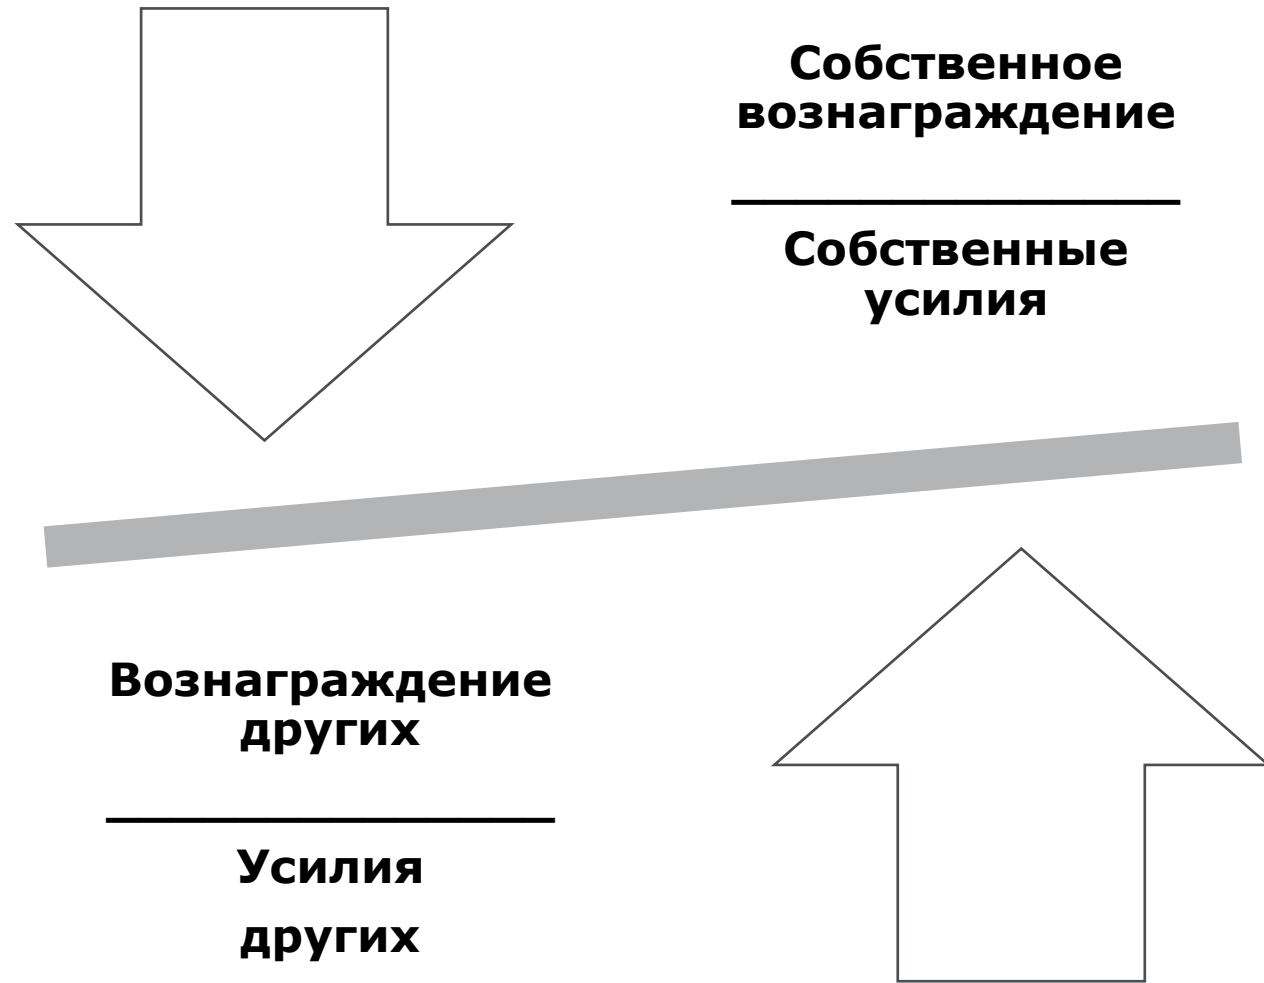 Собственное
вознаграждение
Собственные
усилия
Вознаграждение
других
Усилия
других